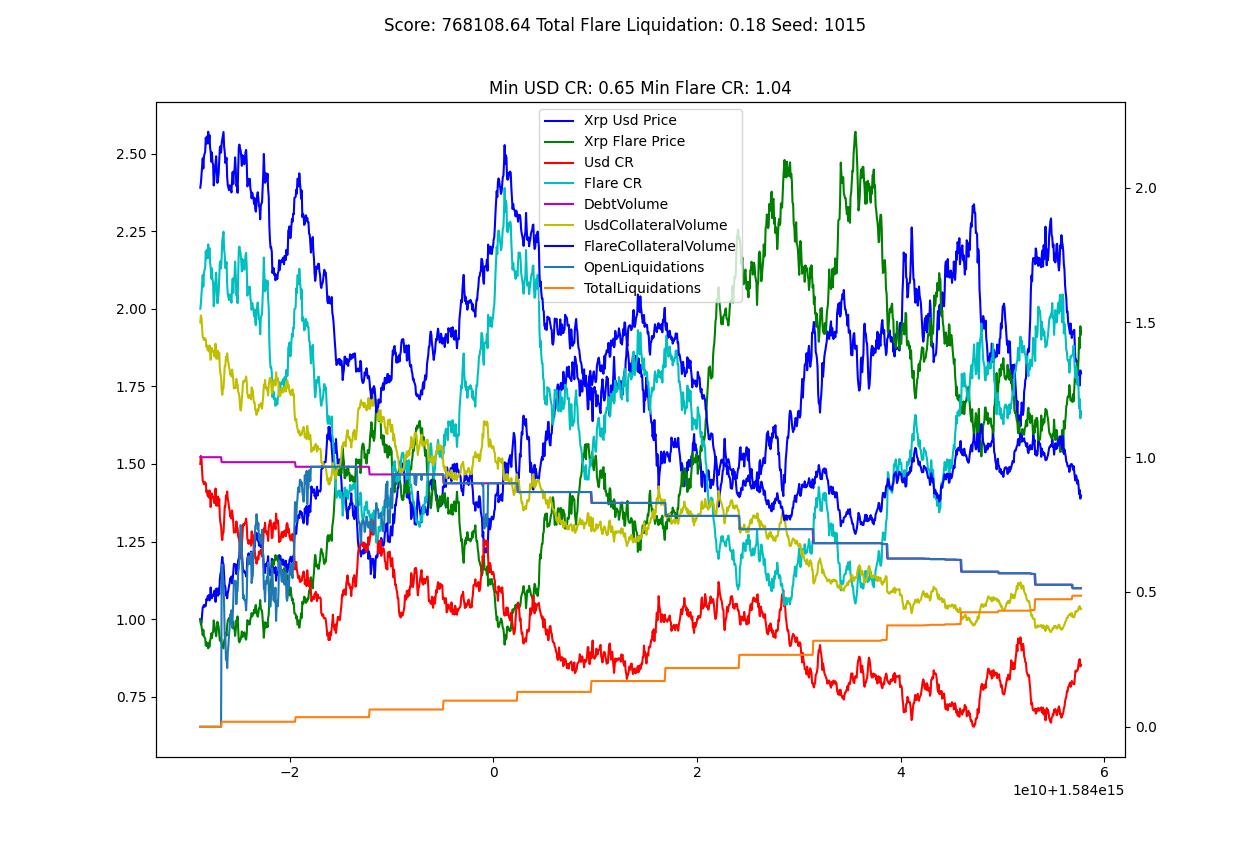 Score: 768108.64 Total Flare Liquidation: 0.18 Seed: 1015
Min USD CR: 0.65 Min Flare CR: 1.04
Xrp Usd Price
Xrp Flare Price
Usd CR
Flare CR
DebtVolume
UsdCollateralVolume
FlareCollateralVolume
OpenLiquidations
TotalLiquidations
2.50
2.25
2.00
1.75
1.50
1.25
1.00
0.75
2.0
1.5
1.0
0.5
0.0
−2 0 2 4 6
1e10+1.584e15